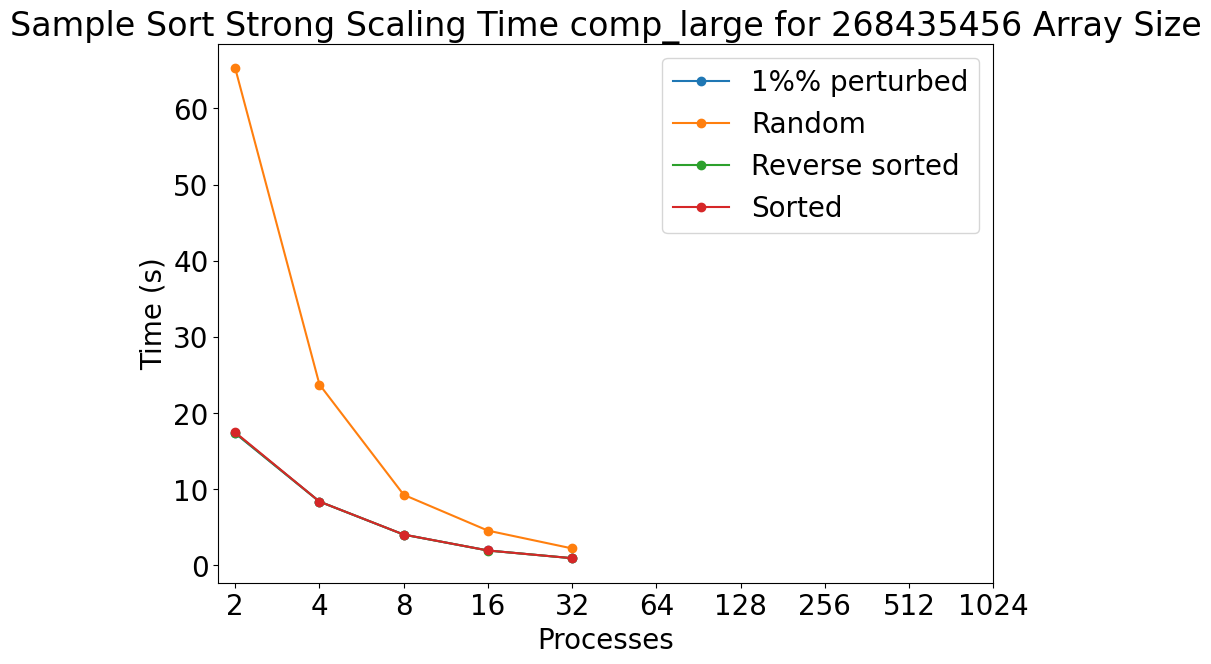 Sample Sort Strong Scaling Time comp_large for 268435456 Array Size
1%% perturbed
Random
Reverse sorted
Sorted
Time (s)
60
50
40
30
20
10
0
2 4 8 16 32 64 128 256 512 1024
Processes